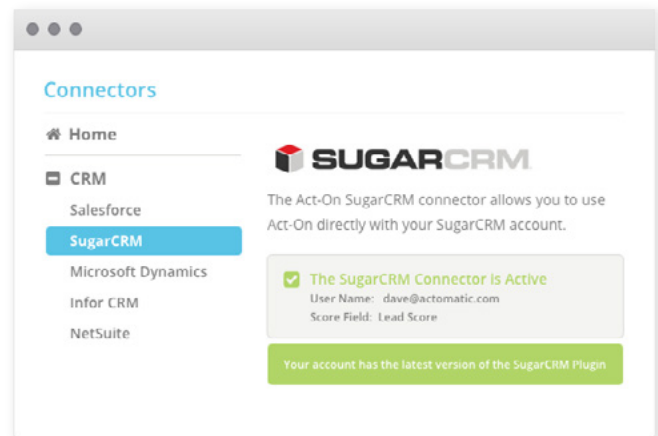 Connectors
Home
CRM
Salesforce
SugarCRM
Microsoft Dynamics
Infor CRM
NetSuite
SUGARCRM
The Act-On SugarCRM connector allows you to use
Act-On directly with your SugarCRM account.
The SugarCRM Connector is Active
User Name: dave@actomatic.com
Score Field: Lead Score
Your account has the latest version of the SugarCRM Plugin